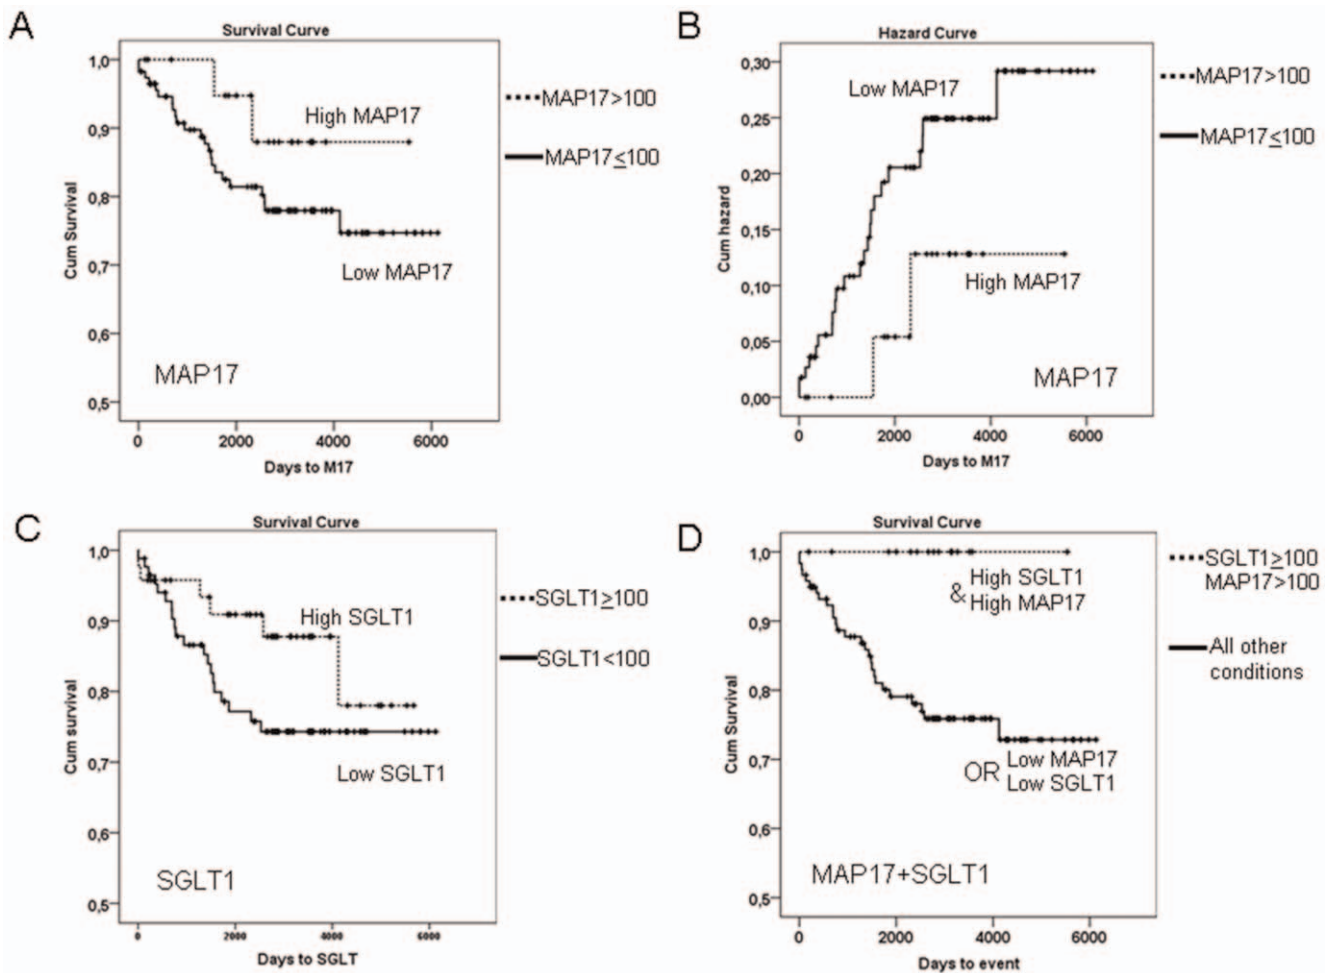 A
Survival Curve
1,0
0,9
0,8
0,7
0,6
0,5
Cum Survival
High MAP17
Low MAP17
MAP17
0 2000 4000 6000
Days to M17
MAP17>100
MAP17≤100
B
Hazard Curve
0,30
0,25
0,20
0,15
0,10
0,05
0,00
Cum hazard
Low MAP17
High MAP17
MAP17
0 2000 4000 6000
Days to M17
MAP17>100
MAP17≤100
C
Survival Curve
1,0
0,9
0,8
0,7
0,6
0,5
Cum survival
High SGLT1
Low SGLT1
SGLT1
0 2000 4000 6000
Days to SGLT
SGLT1≥100
SGLT1<100
D
Survival Curve
1,0
0,9
0,8
0,7
0,6
0,5
Cum Survival
& High SGLT1
High MAP17
OR Low MAP17
Low SGLT1
MAP17+SGLT1
0 2000 4000 6000
Days to event
SGLT1≥100
MAP17>100
All other
conditions